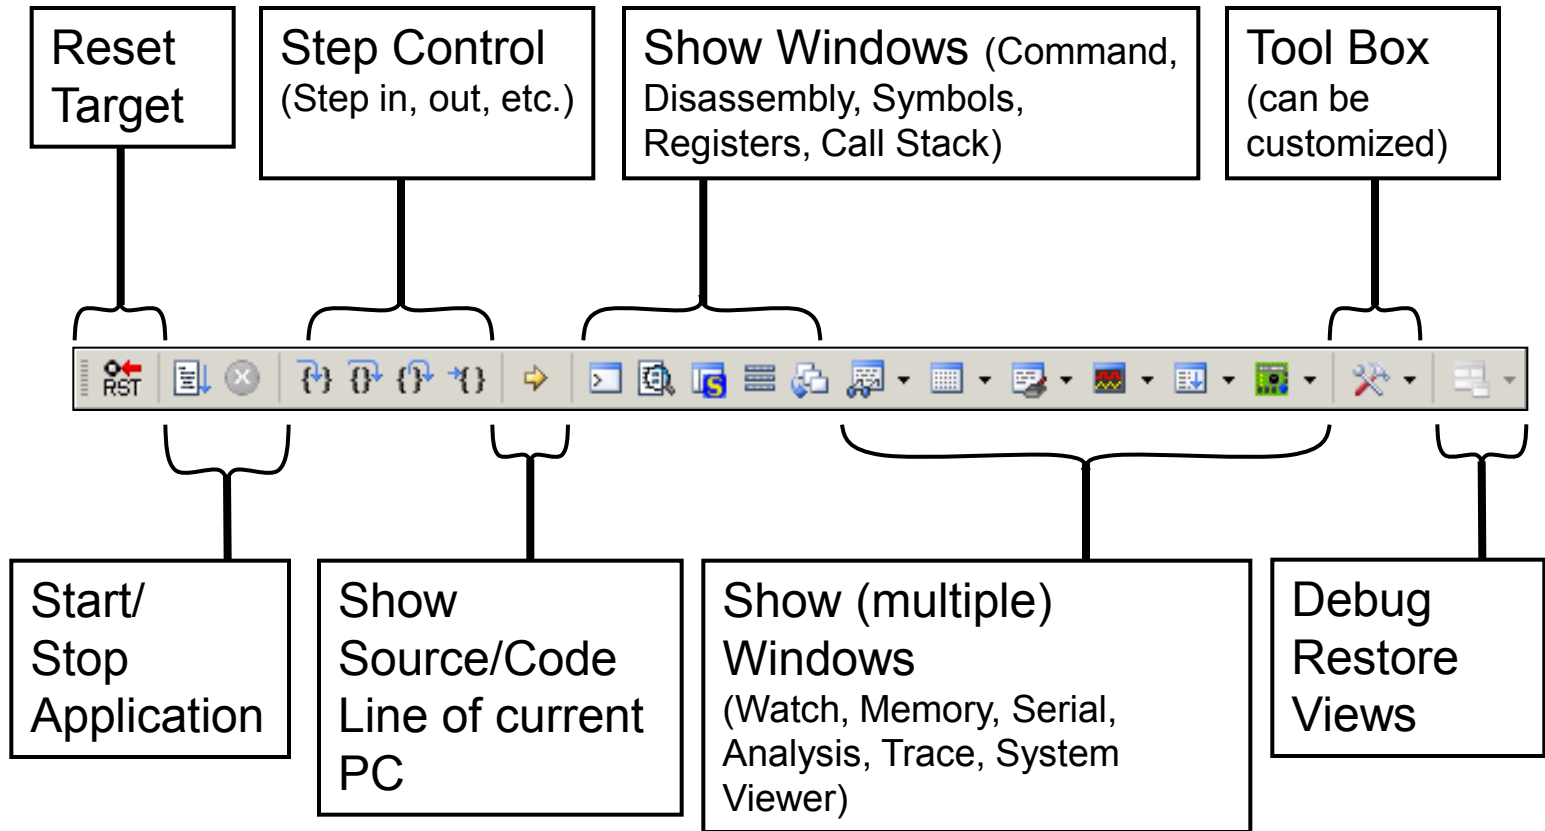 Reset
Target
Step Control
(Step in, out, etc.)
Show Windows (Command,
Disassembly, Symbols,
Registers, Call Stack)
Tool Box
(can be
customized)
RST
{} {} {} {}
S
Start/
Stop
Application
Show
Source/Code
Line of current
PC
Show (multiple)
Windows
(Watch, Memory, Serial,
Analysis, Trace, System
Viewer)
Debug
Restore
Views